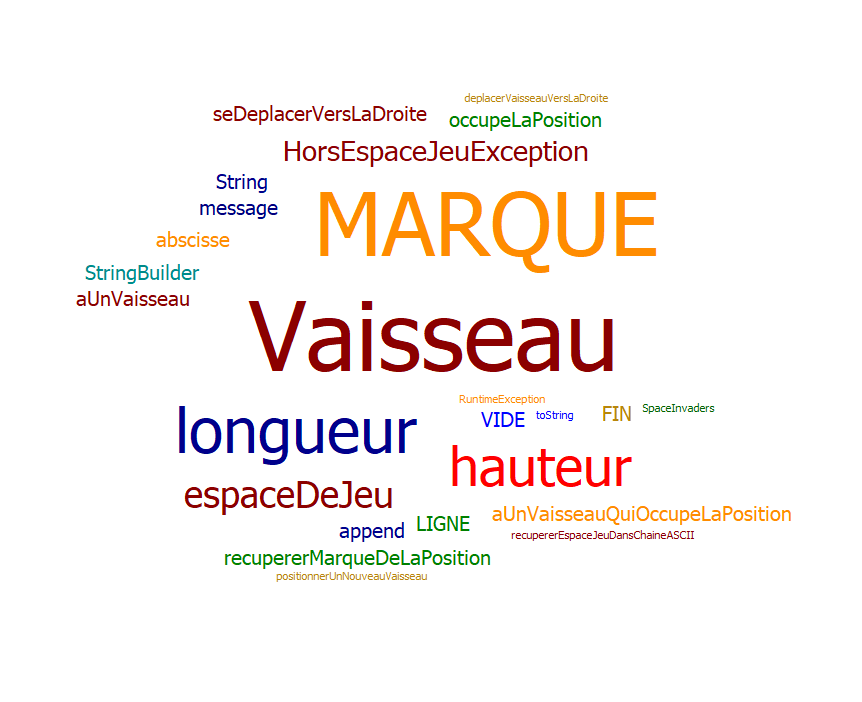 deplacerVaisseauVersLaDroite
seDeplacerVersLaDroite
occupeLaPosition
HorsEspaceJeuException
String
MARQUE
message
abscisse
StringBuilder
aUnVaisseau
Vaisseau
RuntimeException
longueur
VIDE
toString
FIN
SpaceInvaders
hauteur
espaceDeJeu
append
LIGNE
aUnVaisseauQuiOccupeLaPosition
recupererEspaceJeuDansChaineASCII
recupererMarqueDeLaPosition
positionnerUnNouveauVaisseau